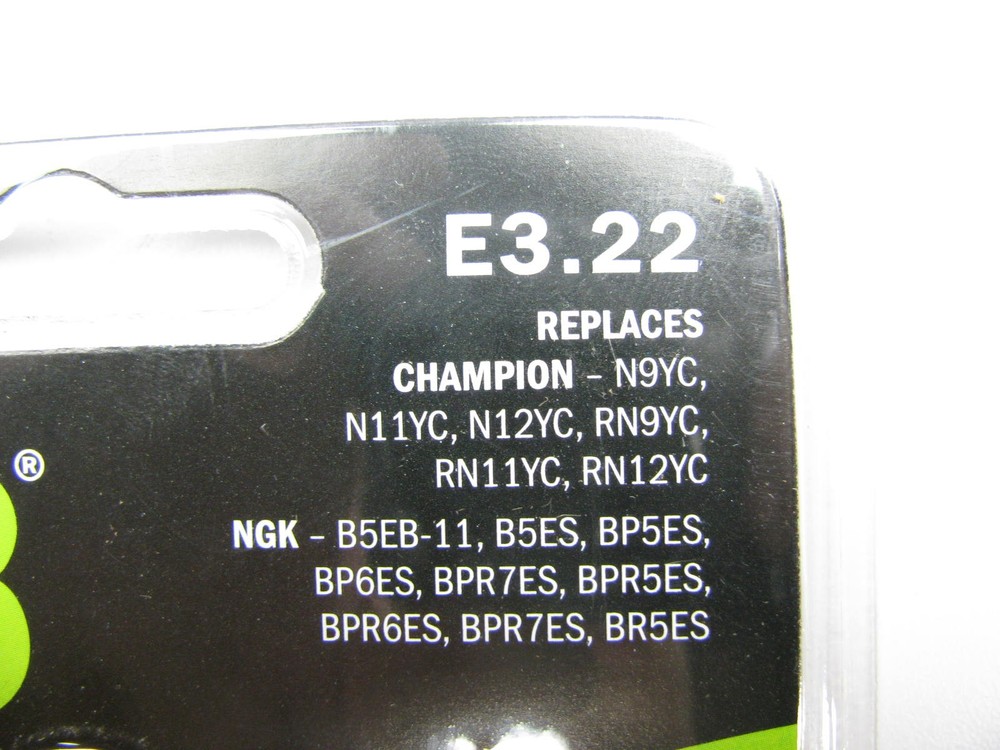 E3.22
REPLACES
CHAMPION – N9YC,
N11YC, N12YC, RN9YC,
RN11YC, RN12YC
®
NGK – B5EB-11, B5ES, BP5ES,
BP6ES, BPR7ES, BPR5ES,
BPR6ES, BPR7ES, BR5ES